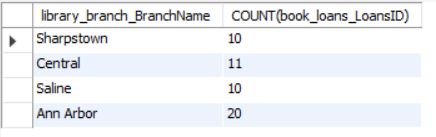 library_branch_BranchName COUNT(book_loans_LoansID)
Sharpstown 10
Central 11
Saline 10
Ann Arbor 20